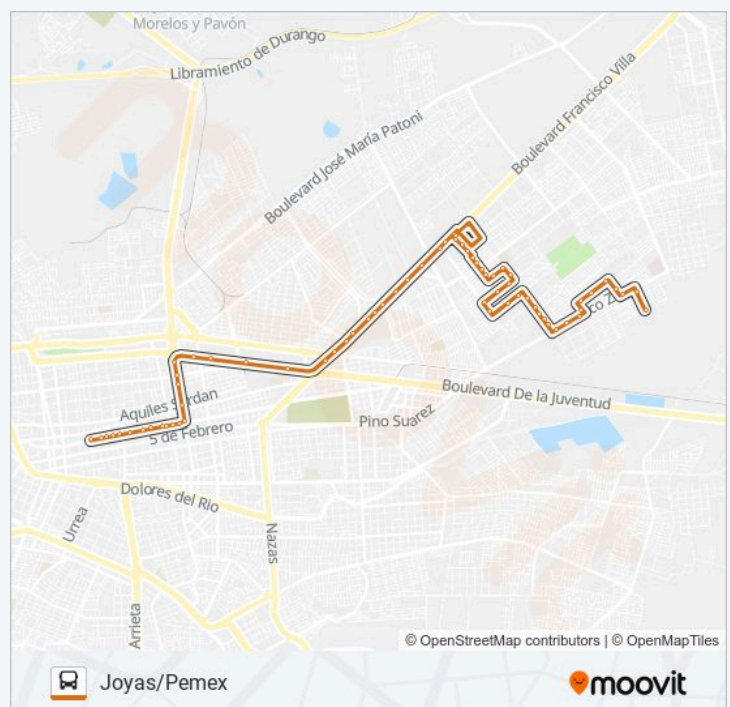 Morelos y Pavón
Libramiento de Durango
Boulevard Francisco Villa
Boulevard José María Patoni
Aquiles Serdan
5 de Febrero
Boulevard De la Juventud
Pino Suarez
Dolores del Rio
Urrea
Nazas
Arrieta
© OpenStreetMap contributors | © OpenMapTiles
Joyas/Pemex
moovit